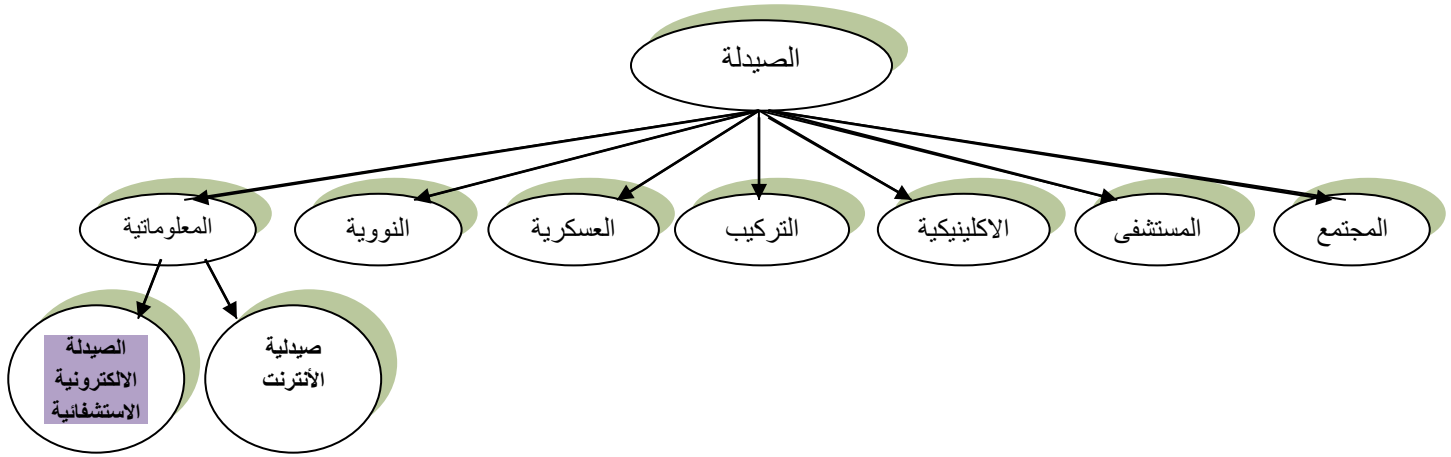 الصيدلة
المجتمع
المستشفى
الاكلينيكية
التركيب
العسكرية
النووية
المعلوماتية
صيدلية
الأنترنت
الصيدلة
الالكترونية
الاستشفائية